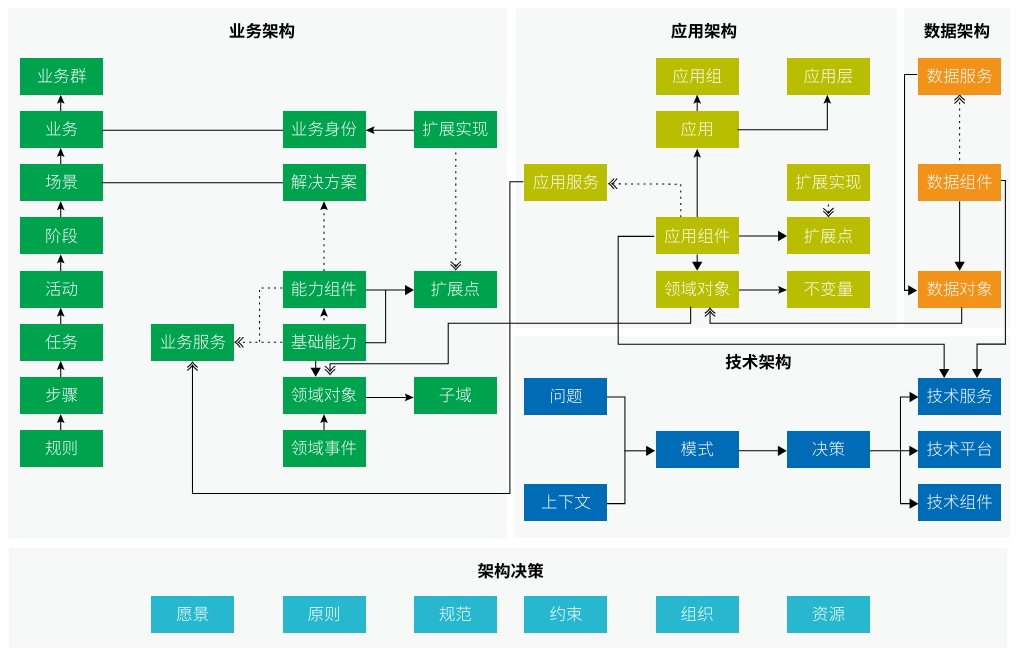 业务架构
业务群
业务
业务身份
扩展实现
场景
解决方案
阶段
活动
能力组件
扩展点
任务
业务服务
基础能力
步骤
领域对象
子域
规则
领域事件
应用架构
应用组
应用层
应用
应用服务
扩展实现
应用组件
扩展点
领域对象
不变量
数据架构
数据服务
数据组件
数据对象
技术架构
问题
技术服务
模式
决策
技术平台
上下文
技术组件
架构决策
愿景
原则
规范
约束
组织
资源